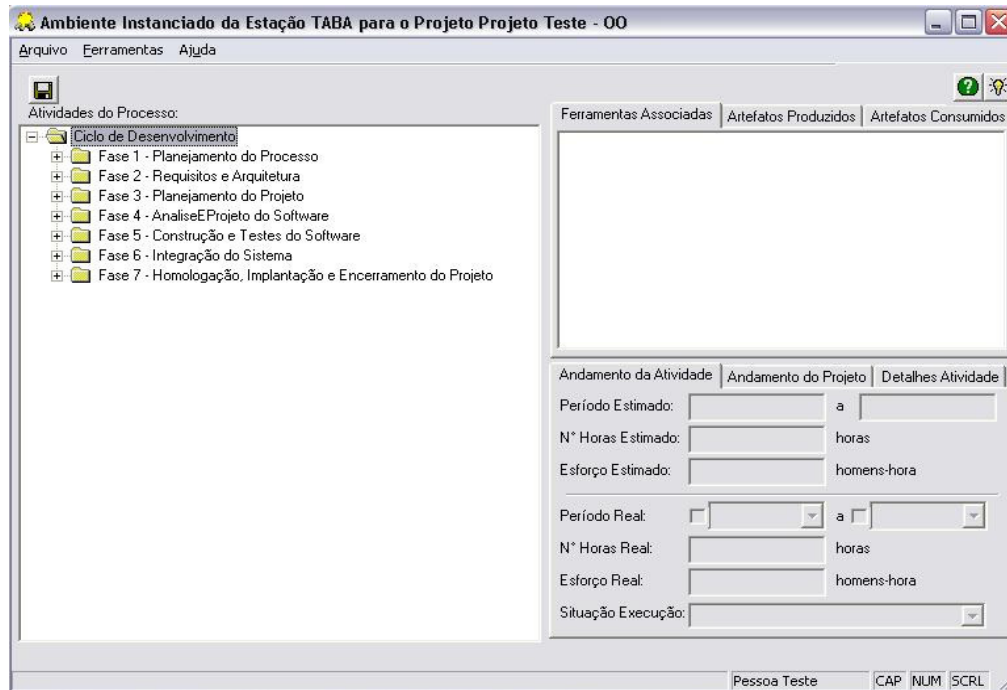 Ambiente Instanciado da Estação TABA para o Projeto Projeto Teste - OO
Arquivo Ferramentas Ajuda
Atividades do Processo:
Ciclo de Desenvolvimento
Fase 1 - Planejamento do Processo
Fase 2 - Requisitos e Arquitetura
Fase 3 - Planejamento do Projeto
Fase 4 - AnaliseEProjeto do Software
Fase 5 - Construção e Testes do Software
Fase 6 - Integração do Sistema
Fase 7 - Homologação, Implantação e Encerramento do Projeto
Ferramentas Associadas Artefatos Produzidos Artefatos Consumidos
Andamento da Atividade Andamento do Projeto Detalhes Atividade
Período Estimado: a
N° Horas Estimado: horas
Esforço Estimado: homens-hora
Período Real: a
N° Horas Real: horas
Esforço Real: homens-hora
Situação Execução:
Pessoa Teste CAP NUM SCRL